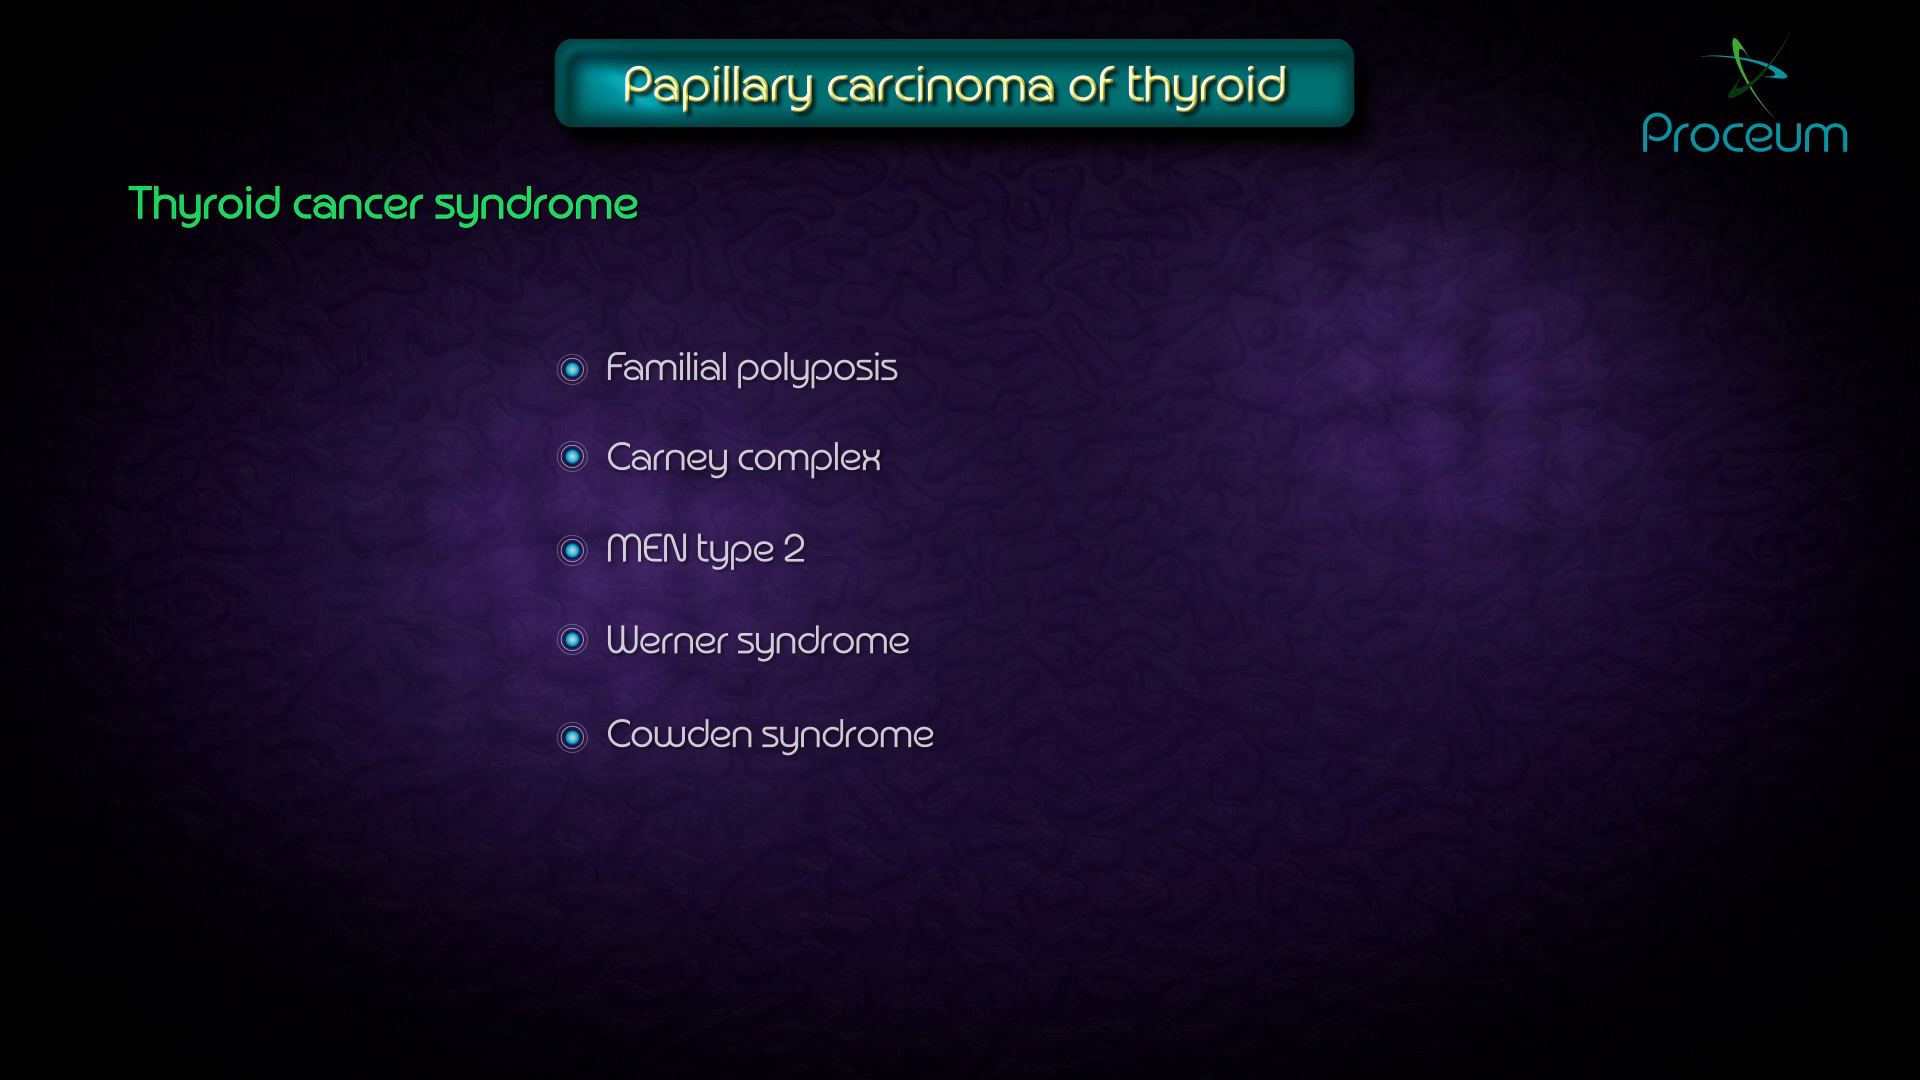 Papillary carcinoma of thyroid
Proceum
Thyroid cancer syndrome
Familial polyposis
Carney complex
MEN type 2
Werner syndrome
Cowden syndrome